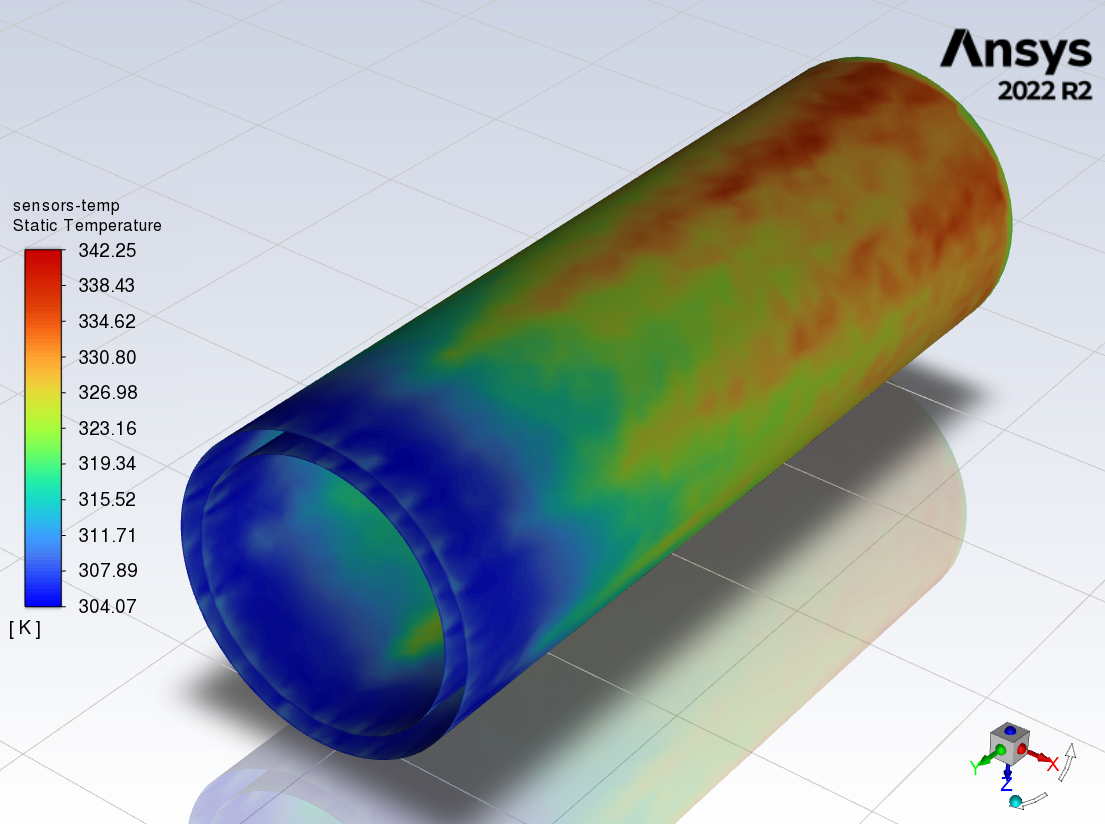 Ansys
2022 R2
sensors-temp
Static Temperature
342.25
338.43
334.62
330.80
326.98
323.16
319.34
315.52
311.71
307.89
304.07
[ K ]
Y
X
Z